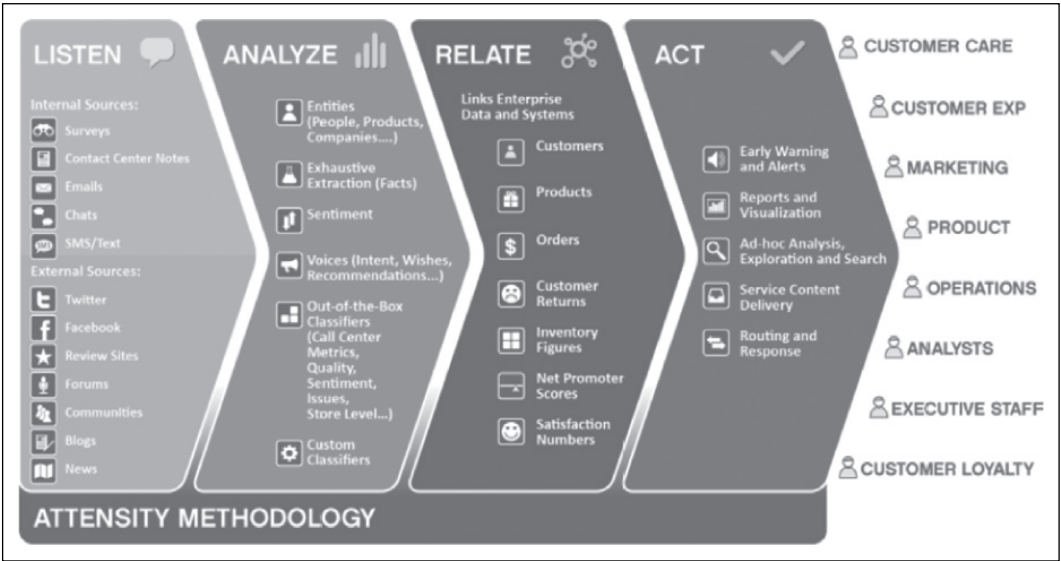 LISTEN
Internal Sources:
Surveys
Contact Center Notes
Emails
Chats
SMS
SMS/Text
External Sources:
Twitter
Facebook
Review Sites
Forums
Communities
Blogs
News
ANALYZE
Entities
(People, Products,
Companies....)
Exhaustive
Extraction (Facts)
Sentiment
Voices (Intent, Wishes,
Recommendations...)
Out-of-the-Box
Classifiers
(Call Center
Metrics,
Quality,
Sentiment,
Issues,
Store Level...)
Custom
Classifiers
RELATE
Links Enterprise
Data and Systems
Customers
Products
$
Orders
Customer
Returns
Inventory
Figures
Net Promoter
Scores
Satisfaction
Numbers
ACT
Early Warning
and Alerts
Reports and
Visualization
Ad-hoc Analysis,
Exploration and Search
Service Content
Delivery
Routing and
Response
CUSTOMER CARE
CUSTOMER EXP
MARKETING
PRODUCT
OPERATIONS
ANALYSTS
EXECUTIVE STAFF
CUSTOMER LOYALTY
ATTENSITY METHODOLOGY